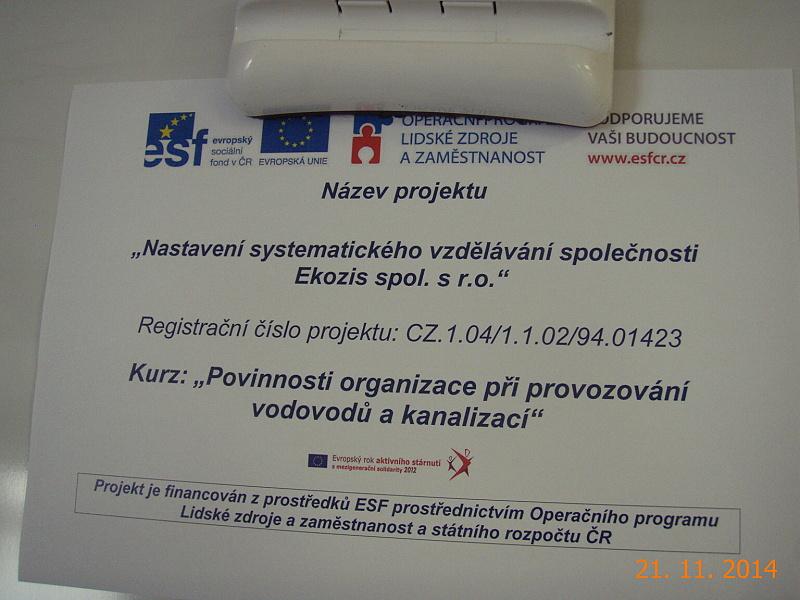 esf
evropský
sociální
fond v ČR
EVROPSKÁ UNIE
LIDSKÉ ZDROJE
A ZAMĚSTNANOST
VAŠI BUDOUCNOST
www.esfcr.cz
Název projektu
„Nastavení systematického vzdělávání společnosti
Ekozis spol. s r.o.“
Registrační číslo projektu: CZ.1.04/1.1.02/94.01423
Kurz: „Povinnosti organizace při provozování
vodovodů a kanalizací“
Evropský rok aktivního stárnutí
a mezigenerační solidarity 2012
Projekt je financován z prostředků ESF prostřednictvím Operačního programu
Lidské zdroje a zaměstnanost a státního rozpočtu ČR
21. 11. 2014